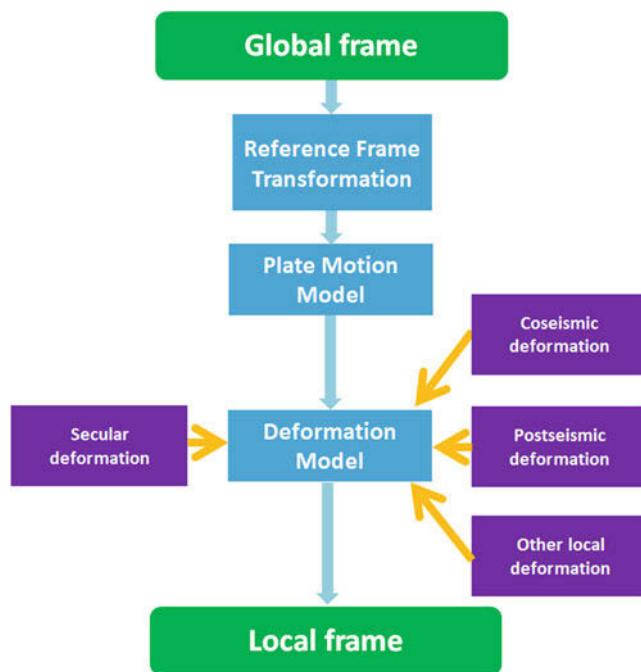 Global frame
Reference Frame
Transformation
Plate Motion
Model
Coseismic
deformation
Secular
deformation
Deformation
Model
Postseismic
deformation
Other local
deformation
Local frame